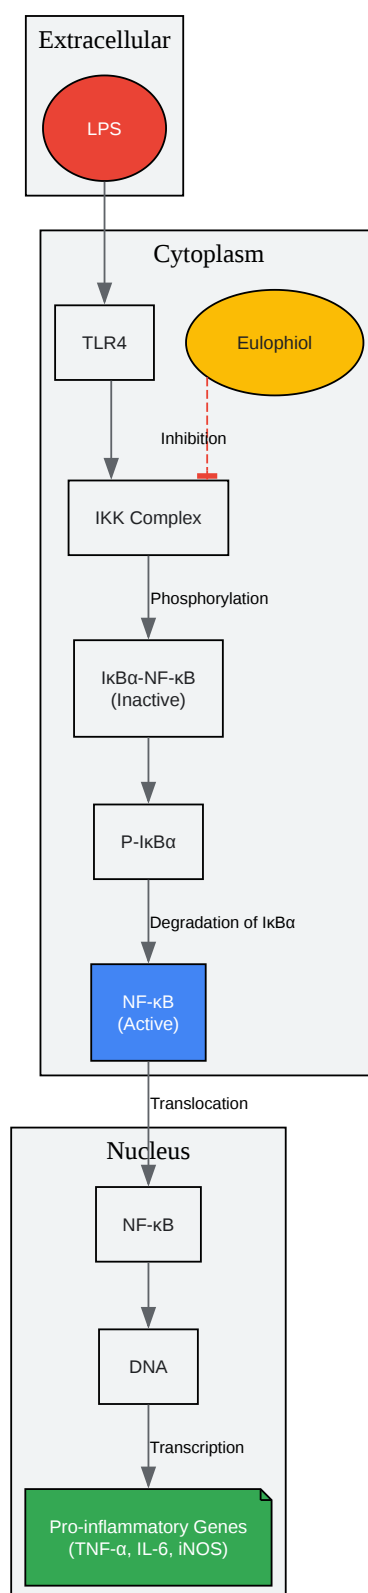 Extracellular
LPS
Cytoplasm
TLR4
Eulophiol
Inhibition
IKK Complex
Phosphorylation
IκBα-NF-κB
(Inactive)
P-IκBα
Degradation of IκBα
NF-κB
(Active)
Translocation
Nucleus
NF-κB
DNA
Transcription
Pro-inflammatory Genes
(TNF-α, IL-6, iNOS)